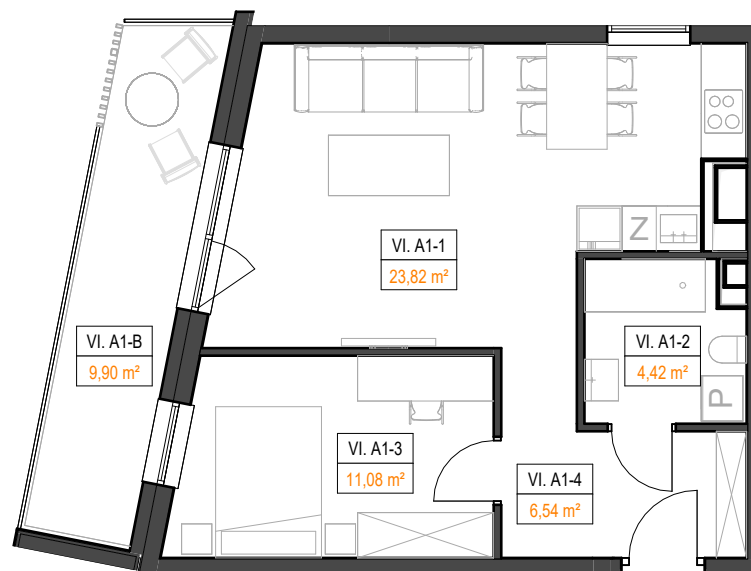 VI. A1-1
23,82 m²
Z
VI. A1-B
9,90 m²
VI. A1-2
4,42 m²
P
VI. A1-3
11,08 m²
VI. A1-4
6,54 m²